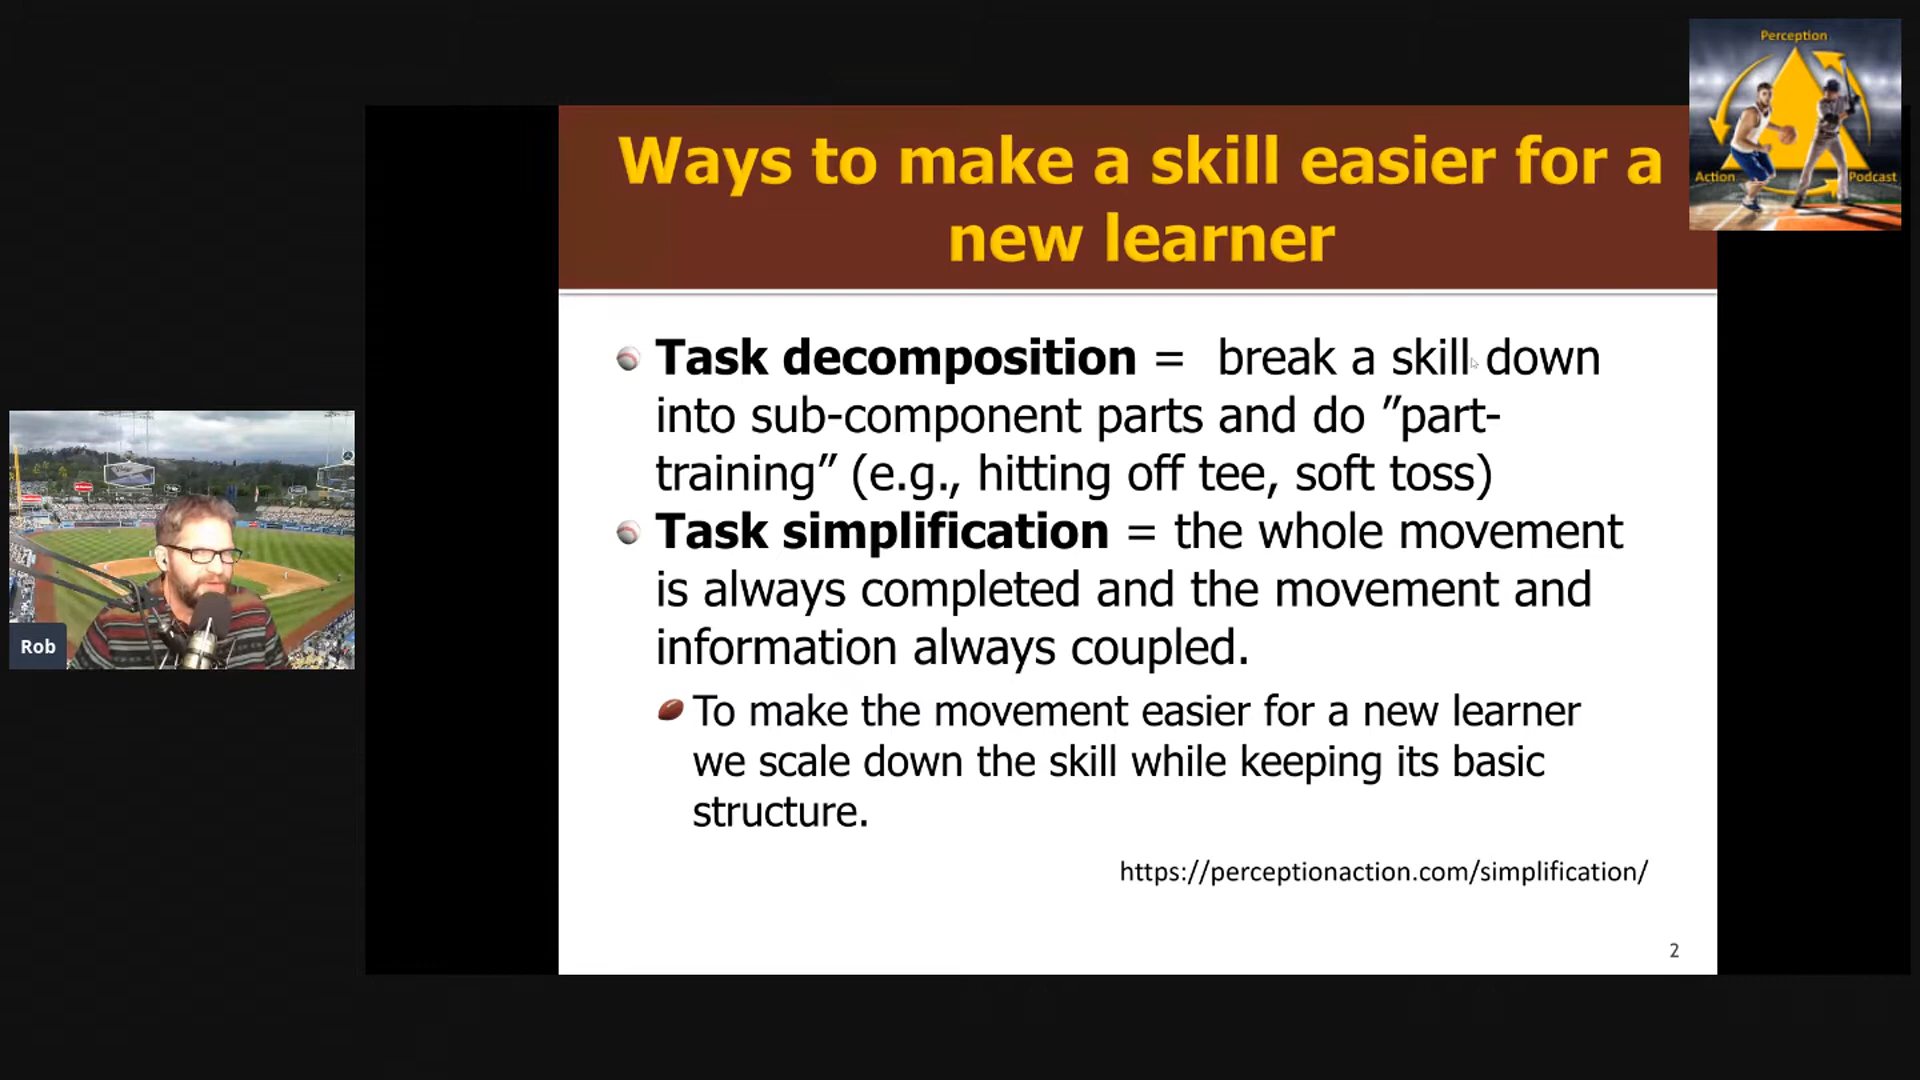 Perception
Action
Podcast
Ways to make a skill easier for a
new learner
Task decomposition = break a skill down
into sub-component parts and do ”part-
training” (e.g., hitting off tee, soft toss)
Task simplification = the whole movement
is always completed and the movement and
information always coupled.
To make the movement easier for a new learner
we scale down the skill while keeping its basic
structure.
https://perceptionaction.com/simplification/
2
Rob